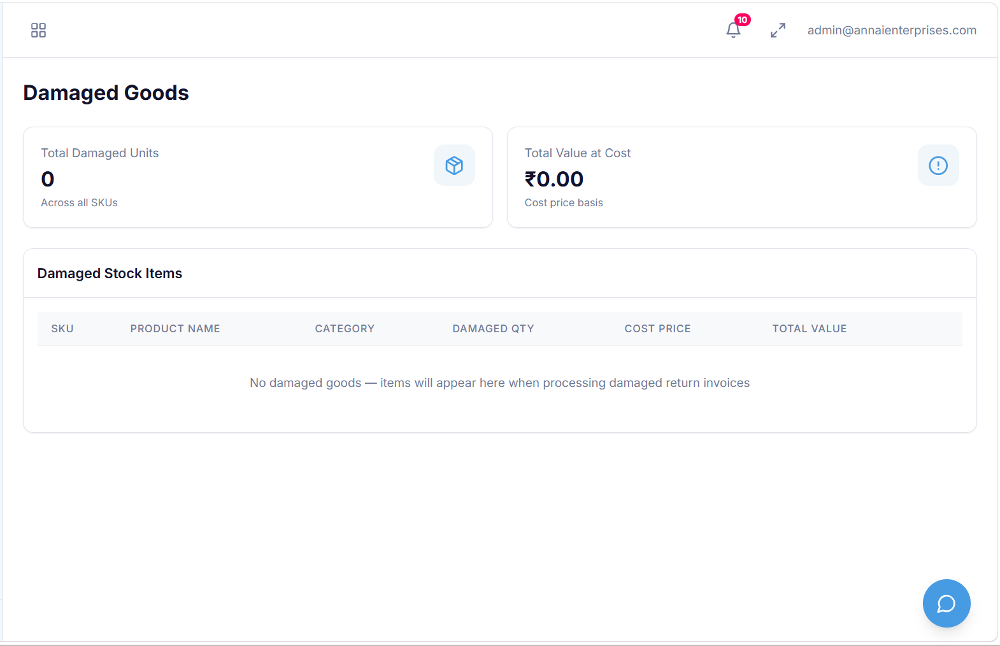 10
admin@annaienterprises.com
Damaged Goods
Total Damaged Units
0
Across all SKUs
Total Value at Cost
₹0.00
Cost price basis
Damaged Stock Items
SKU PRODUCT NAME CATEGORY DAMAGED QTY COST PRICE TOTAL VALUE
No damaged goods — items will appear here when processing damaged return invoices